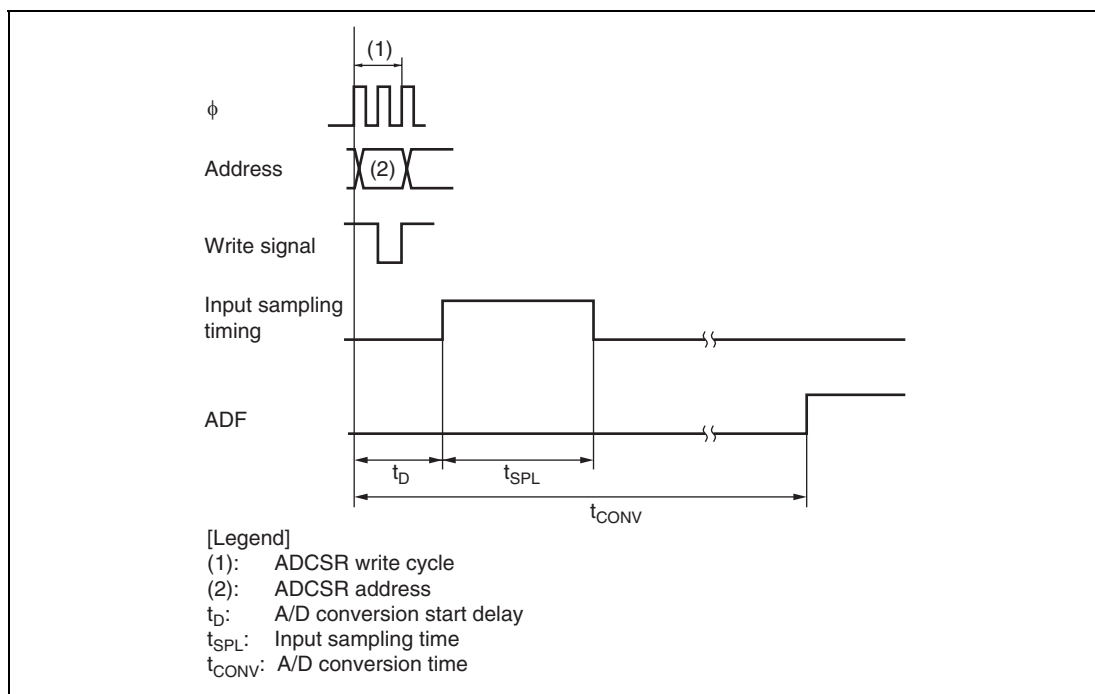 (1)
ϕ
Address
(2)
Write signal
Input sampling
timing
ADF
tD
tSPL
tCONV
[Legend]
(1): ADCSR write cycle
(2): ADCSR address
tD: A/D conversion start delay
tSPL: Input sampling time
tCONV: A/D conversion time